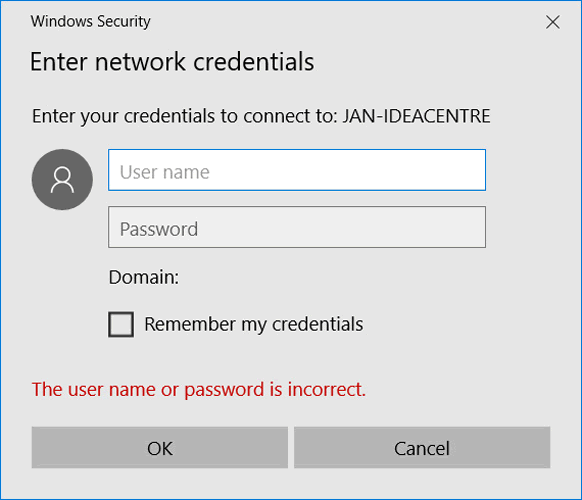 Windows Security
Enter network credentials
Enter your credentials to connect to: JAN-IDEACENTRE
User name
Password
Domain:
Remember my credentials
The user name or password is incorrect.
OK
Cancel